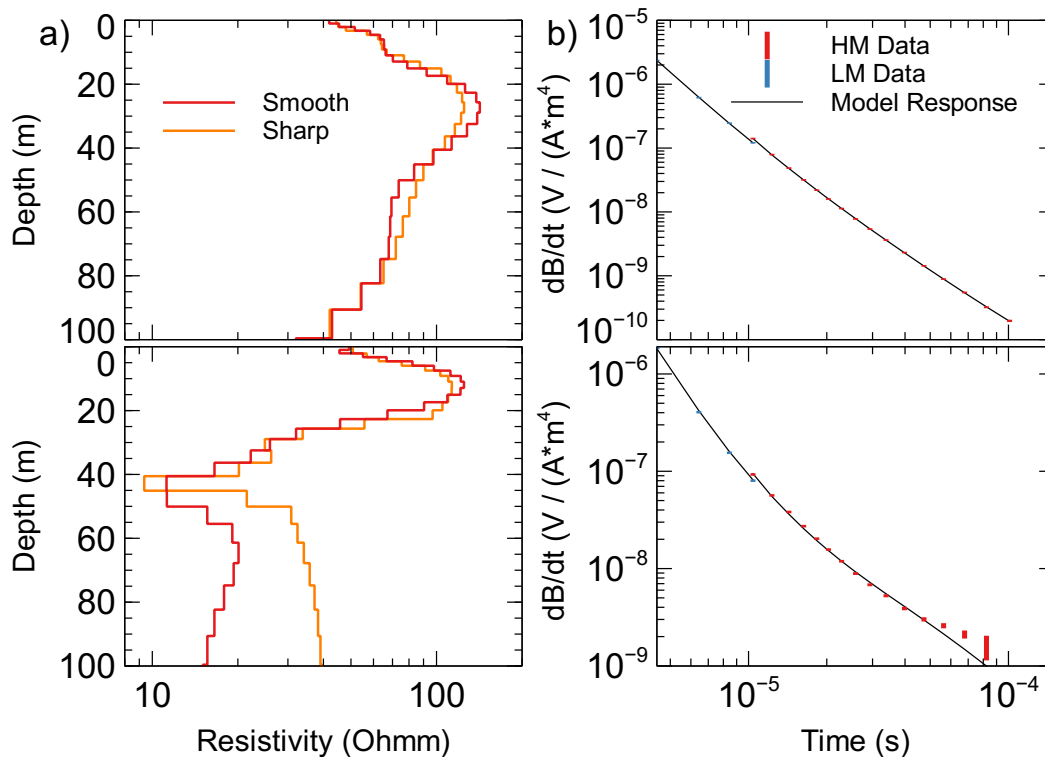 a)
0
20
40
60
80
100
Depth (m)
Smooth
Sharp
0
20
40
60
80
100
Depth (m)
10
100
Resistivity (Ohmm)
b)
10⁻⁵
10⁻⁶
10⁻⁷
10⁻⁸
10⁻⁹
10⁻¹⁰
dB/dt (V / (A*m⁴)
HM Data
LM Data
Model Response
10⁻⁶
10⁻⁷
10⁻⁸
10⁻⁹
dB/dt (V / (A*m⁴)
10⁻⁵
10⁻⁴
Time (s)